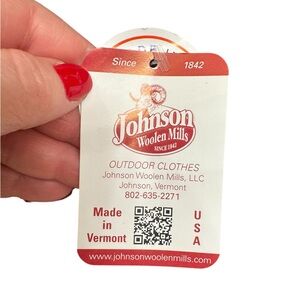 Since 1842
Johnson
Woolen Mills
SINCE 1842
OUTDOOR CLOTHES
Johnson Woolen Mills, LLC
Johnson, Vermont
802-635-2271
Made
in
Vermont
U
S
A
www.johnsonwoolenmills.com